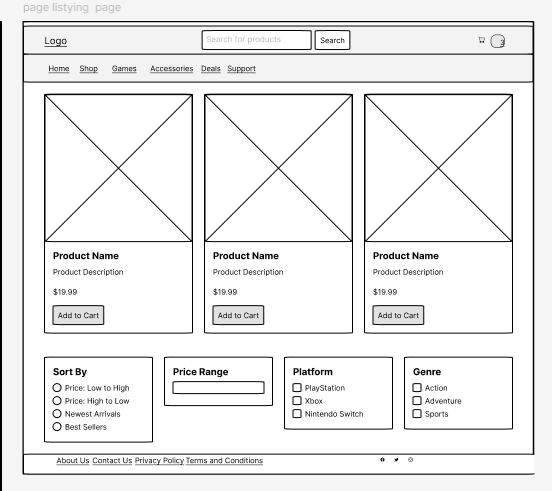 page listying page
Logo
Search for products
Search
Home Shop Games Accessories Deals Support
Product Name
Product Description
$19.99
Add to Cart
Product Name
Product Description
$19.99
Add to Cart
Product Name
Product Description
$19.99
Add to Cart
Sort By
Price: Low to High
Price: High to Low
Newest Arrivals
Best Sellers
Price Range
Platform
PlayStation
Xbox
Nintendo Switch
Genre
Action
Adventure
Sports
About Us Contact Us Privacy Policy Terms and Conditions